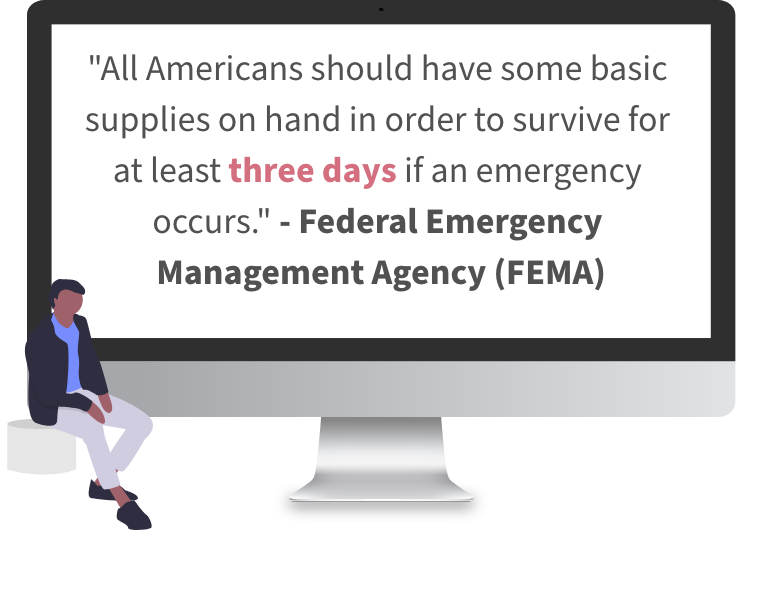 "All Americans should have some basic
supplies on hand in order to survive for
at least three days if an emergency
occurs." - Federal Emergency
Management Agency (FEMA)